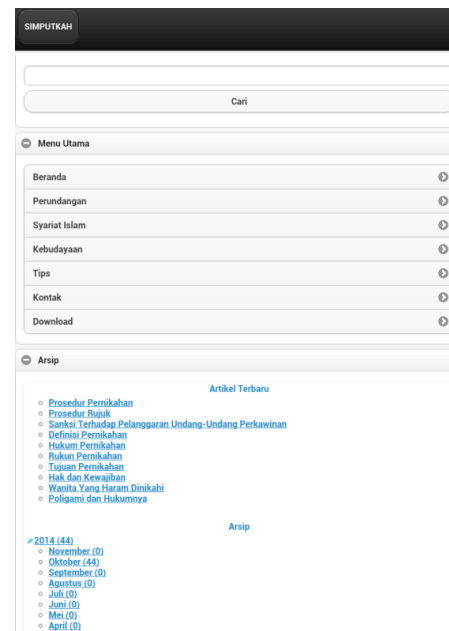 SIMPUTKAH
Cari
Menu Utama
Beranda
Perundangan
Syariat Islam
Kebudayaan
Tips
Kontak
Download
Arsip
Artikel Terbaru
Prosedur Pernikahan
Prosedur Rujuk
Sanksi Terhadap Pelanggaran Undang-Undang Perkawinan
Definisi Pernikahan
Hukum Pernikahan
Rukun Pernikahan
Tujuan Pernikahan
Hak dan Kewajiban
Wanita Yang Haram Dinikahi
Poligami dan Hukumnya
Arsip
2014 (44)
November (0)
Oktober (44)
September (0)
Agustus (0)
Juli (0)
Juni (0)
Mei (0)
April (0)